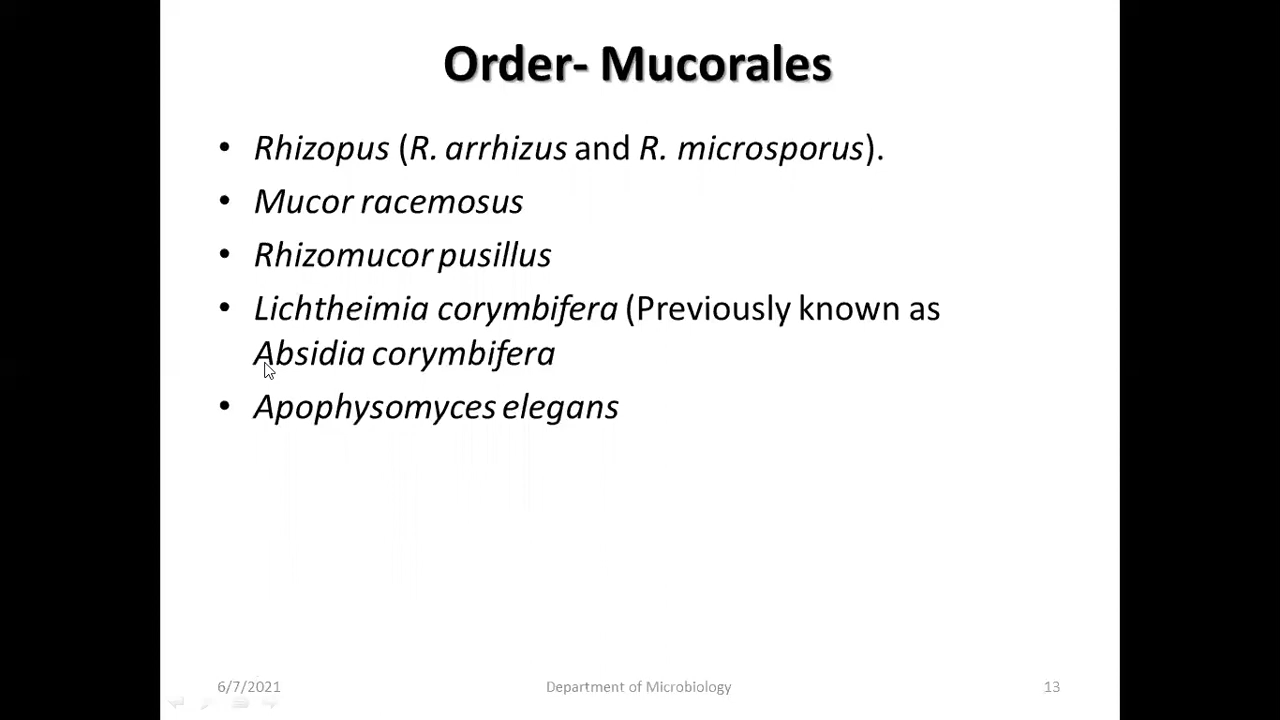 Order- Mucorales
• Rhizopus (R. arrhizus and R. microsporus).
• Mucor racemosus
• Rhizomucor pusillus
• Lichtheimia corymbifera (Previously known as
Absidia corymbifera
• Apophysomyces elegans
6/7/2021 Department of Microbiology 13